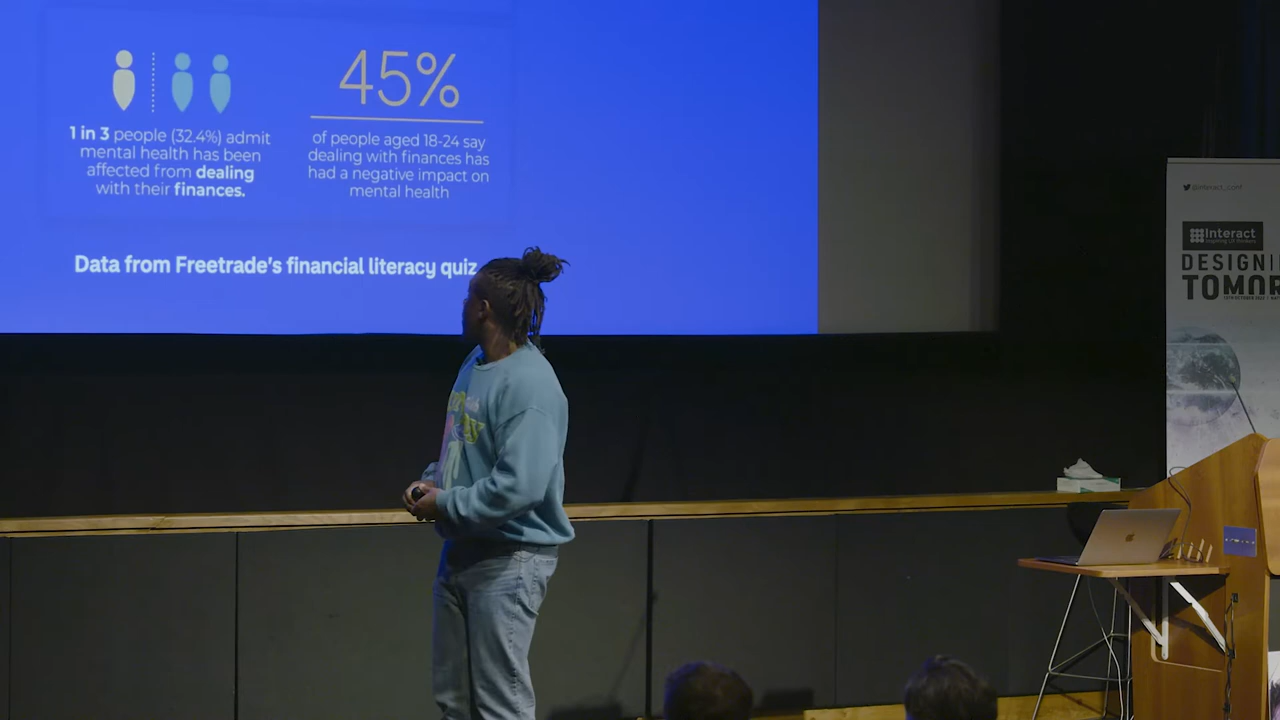 1 in 3 people (32.4%) admit
mental health has been
affected from dealing
with their finances.
45%
of people aged 18-24 say
dealing with finances has
had a negative impact on
mental health
Data from Freetrade's financial literacy quiz
@interact_conf
Interact
DESIGNI
TOMOR